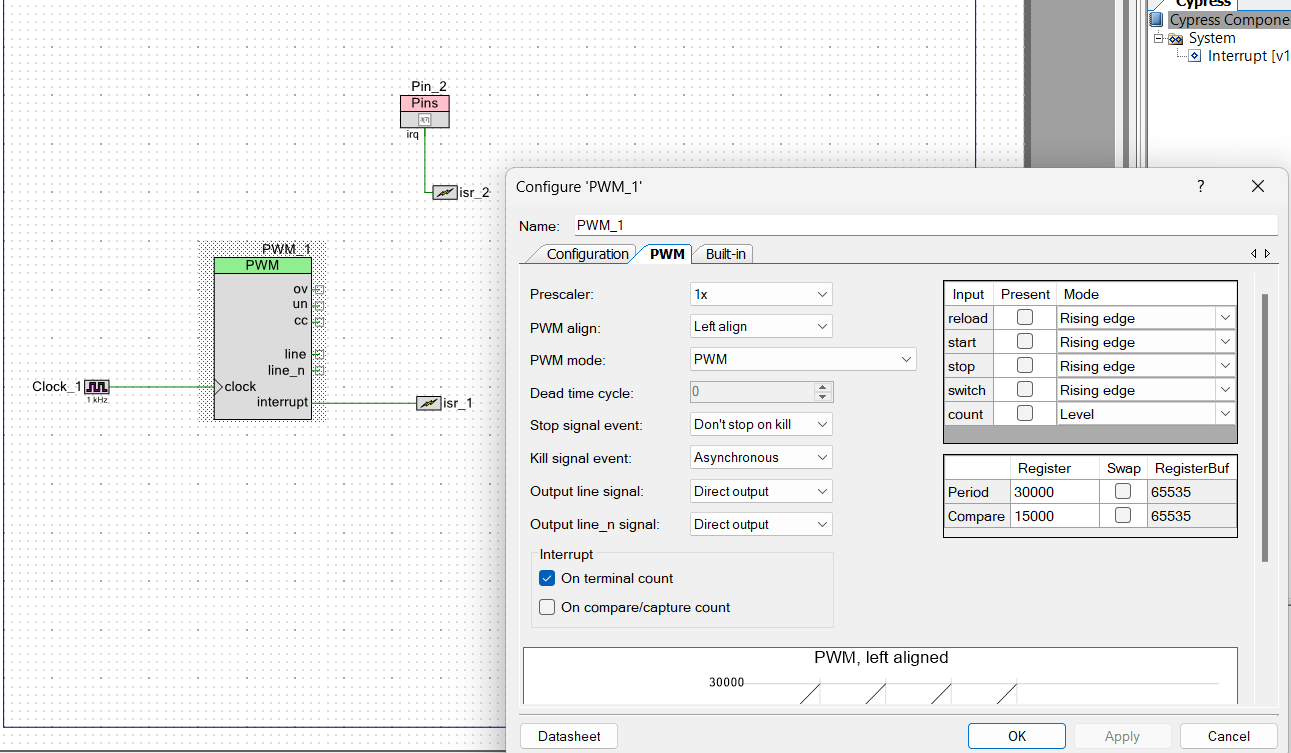 Cypress
Cypress Compone
System
Interrupt [v1
Pin_2
Pins
irq
isr_2
PWM_1
PWM
ov
un
cc
line
line_n
Clock_1
1 kHz
clock
interrupt
isr_1
Configure 'PWM_1'
?
Name: PWM_1
Configuration PWM Built-in
Prescaler: 1x
PWM align: Left align
PWM mode: PWM
Dead time cycle: 0
Stop signal event: Don't stop on kill
Kill signal event: Asynchronous
Output line signal: Direct output
Output line_n signal: Direct output
Interrupt
On terminal count
On compare/capture count
Input Present Mode
reload Rising edge
start Rising edge
stop Rising edge
switch Rising edge
count Level
Register Swap RegisterBuf
Period 30000 65535
Compare 15000 65535
PWM, left aligned
30000
Datasheet OK Apply Cancel